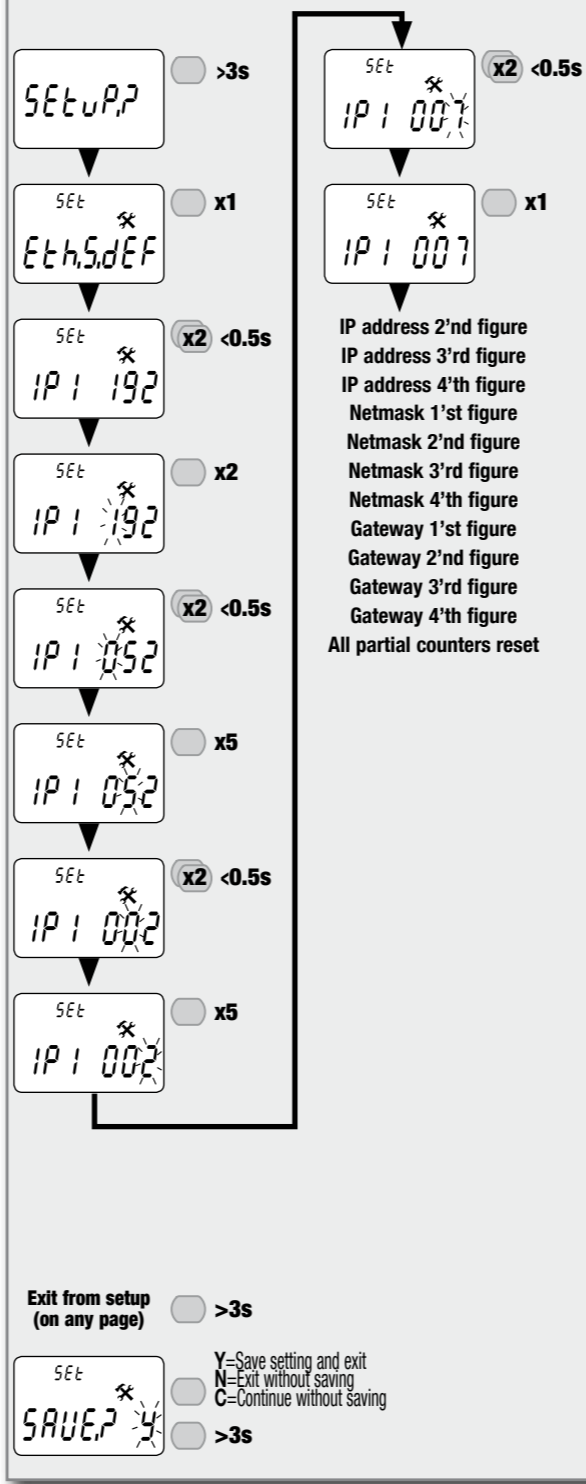 SEtuP,?
>3s
SEt
Eth,S,dEF
x1
SEt
IP1 192
x2 <0.5s
SEt
IP1 192
x2
SEt
IP1 052
x2 <0.5s
SEt
IP1 052
x5
SEt
IP1 002
x2 <0.5s
SEt
IP1 002
x5
SEt
IP1 007
x2 <0.5s
SEt
IP1 007
x1
IP address 2’nd figure
IP address 3’rd figure
IP address 4’th figure
Netmask 1’st figure
Netmask 2’nd figure
Netmask 3’rd figure
Netmask 4’th figure
Gateway 1’st figure
Gateway 2’nd figure
Gateway 3’rd figure
Gateway 4’th figure
All partial counters reset
Exit from setup
(on any page)
>3s
SEt
SAVE,? Y
Y=Save setting and exit
N=Exit without saving
C=Continue without saving
>3s